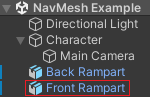 NavMesh Example
Directional Light
Character
Main Camera
Back Rampart
Front Rampart